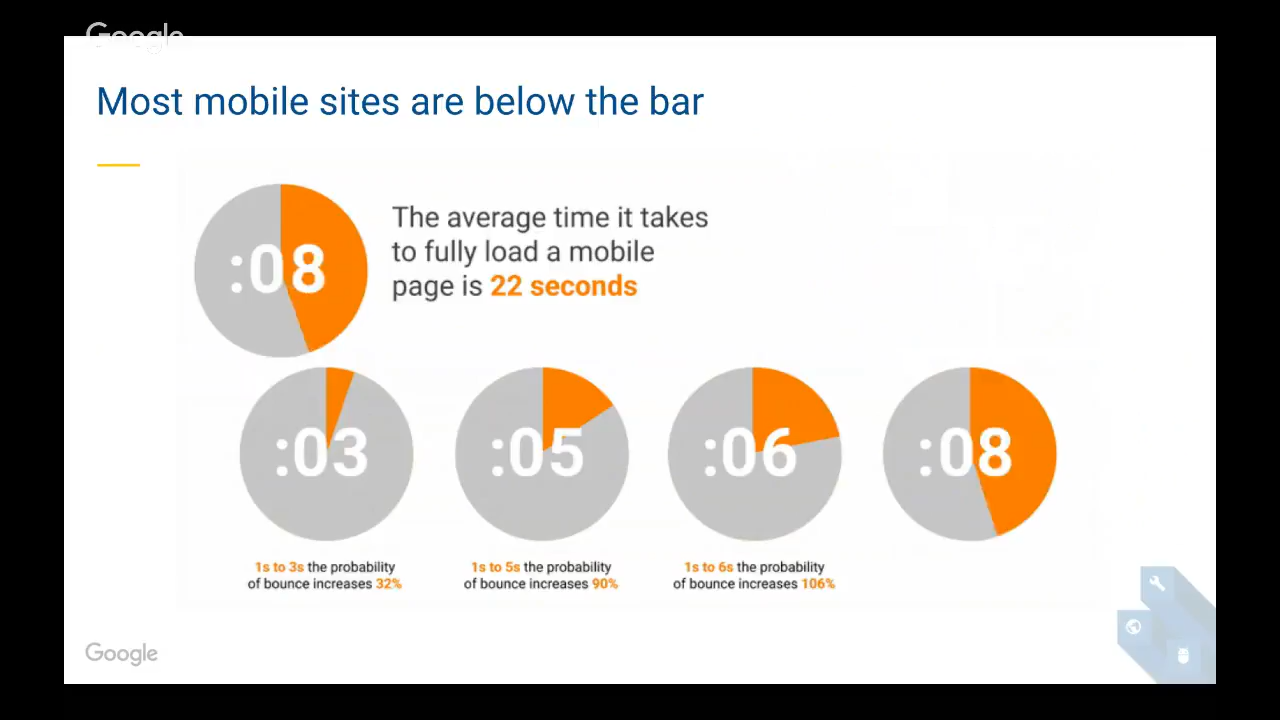 Google
Most mobile sites are below the bar
:08
The average time it takes
to fully load a mobile
page is 22 seconds
:03
:05
:06
:08
1s to 3s the probability
of bounce increases 32%
1s to 5s the probability
of bounce increases 90%
1s to 6s the probability
of bounce increases 106%
Google